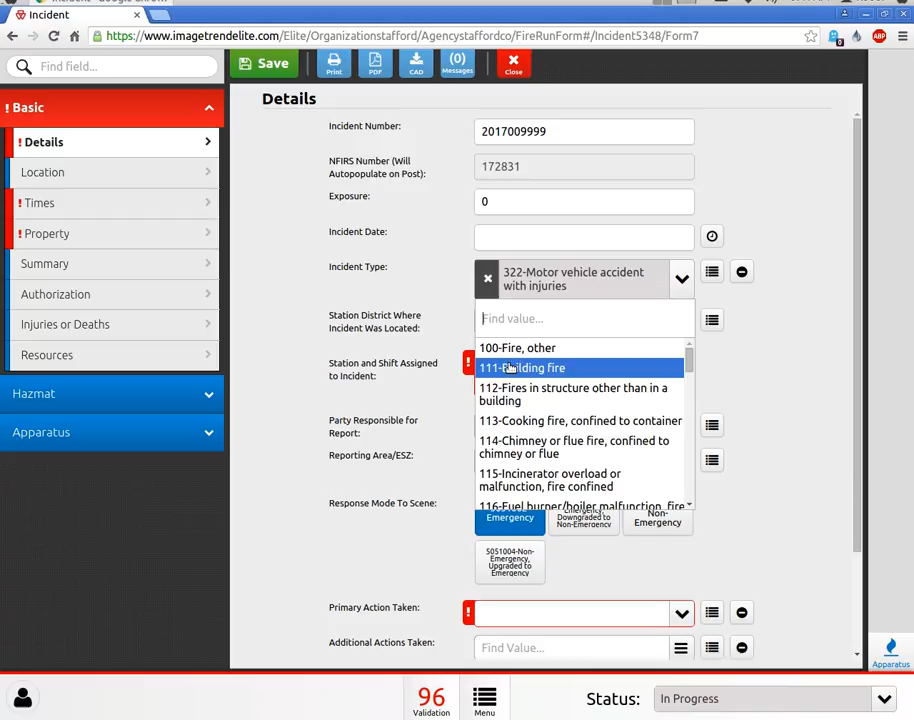 Incident
https://www.imagetrendelite.com/Elite/Organizationstafford/Agencystaffordco/FireRunForm#/Incident5348/Form7
Find field...
Save
Print
PDF
CAD
(0)
Messages
Close
! Basic
! Details
Location
! Times
! Property
Summary
Authorization
Injuries or Deaths
Resources
Hazmat
Apparatus
Details
Incident Number:
2017009999
NFIRS Number (Will
Autopopulate on Post):
172831
Exposure:
0
Incident Date:
Incident Type:
322-Motor vehicle accident
with injuries
Find value...
100-Fire, other
111-Building fire
112-Fires in structure other than in a
building
113-Cooking fire, confined to container
114-Chimney or flue fire, confined to
chimney or flue
115-Incinerator overload or
malfunction, fire confined
116-Fuel burner/boiler malfunction, fire
Station District Where
Incident Was Located:
Station and Shift Assigned
to Incident:
!
Party Responsible for
Report:
Reporting Area/ESZ:
Response Mode To Scene:
Emergency
Emergency,
Downgraded to
Non-Emergency
Non-
Emergency
5051004-Non-
Emergency,
Upgraded to
Emergency
Primary Action Taken:
!
Additional Actions Taken:
Find Value...
Apparatus
96
Validation
Menu
Status:
In Progress